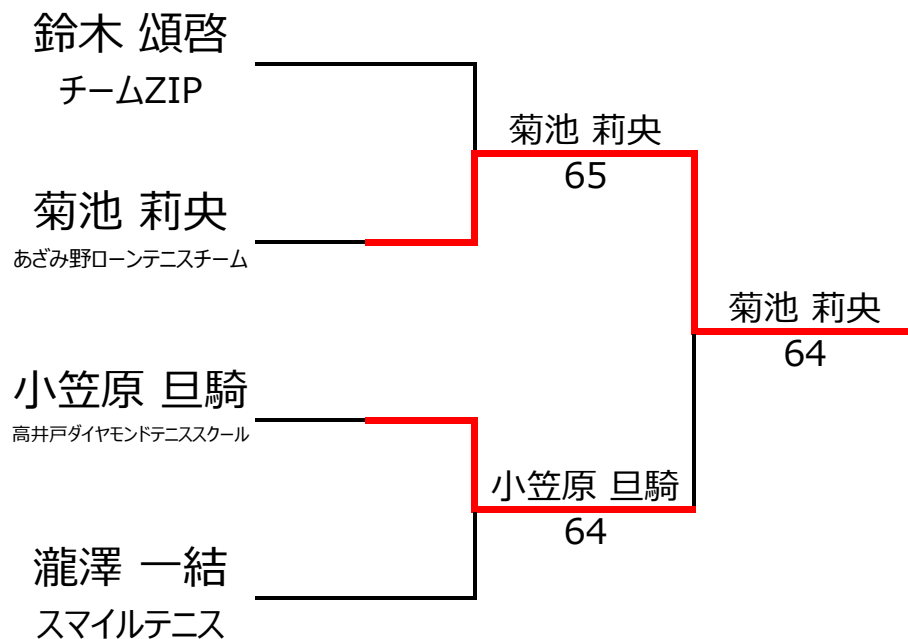 鈴木 頌啓
チームZIP
菊池 莉央
65
菊池 莉央
あざみ野ローンテニスチーム
菊池 莉央
64
小笠原 旦騎
高井戸ダイヤモンドテニススクール
小笠原 旦騎
64
瀧澤 一結
スマイルテニス